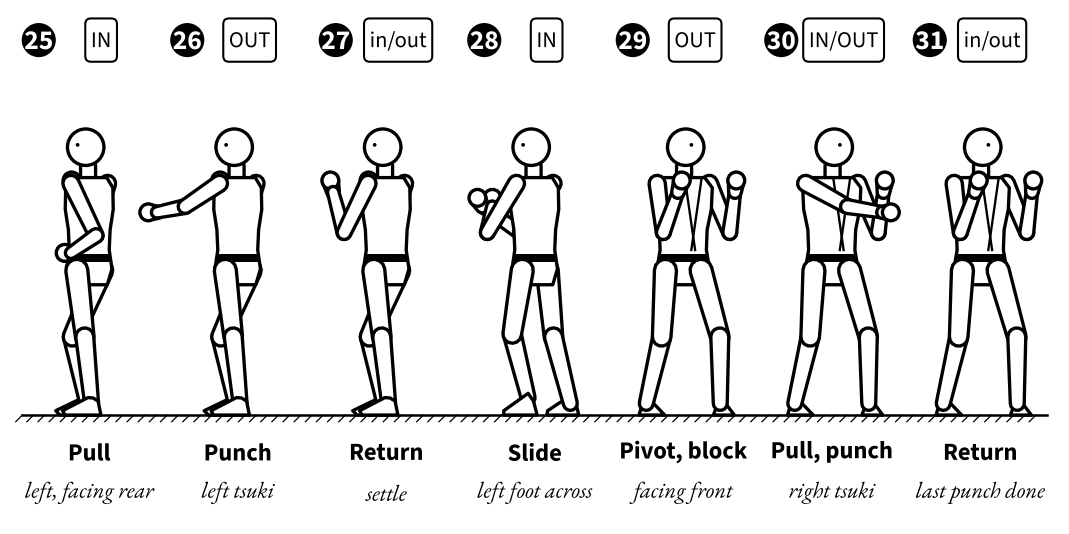 25 IN 26 OUT 27 in/out 28 IN 29 OUT 30 IN/OUT 31 in/out
Pull Punch Return Slide Pivot, block Pull, punch Return
left, facing rear left tsuki settle left foot across facing front right tsuki last punch done